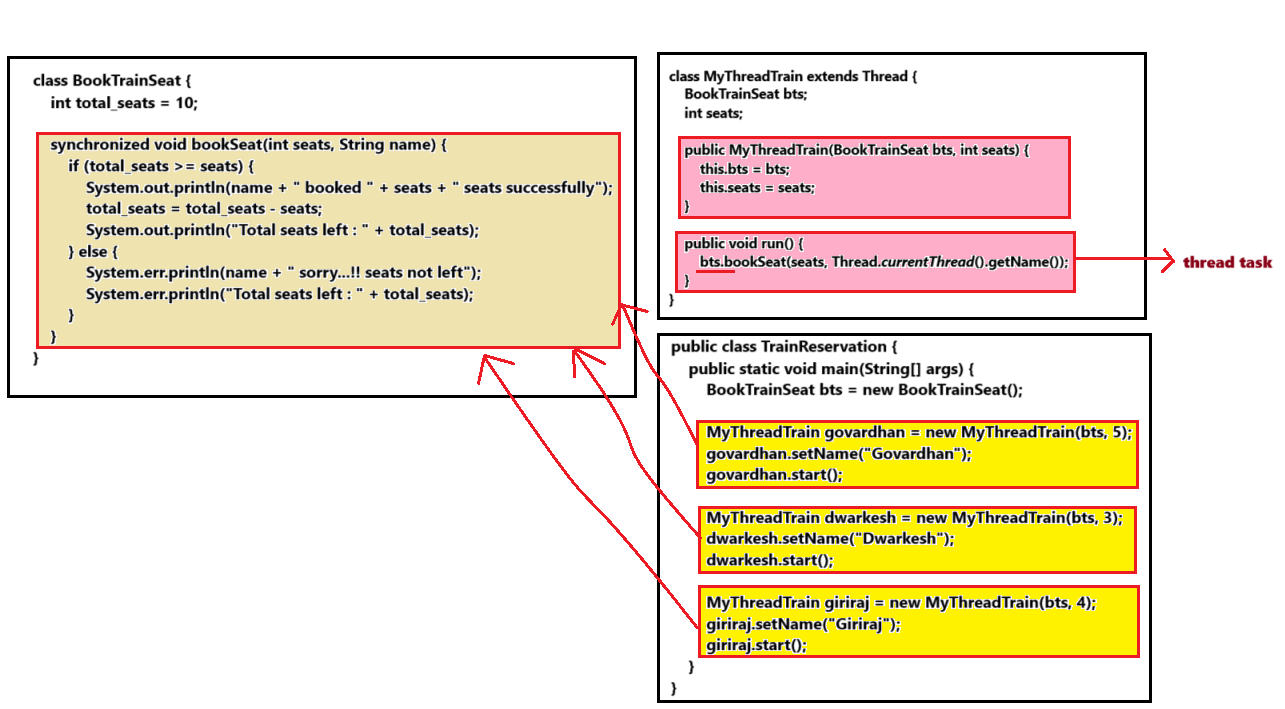 class BookTrainSeat {
int total_seats = 10;
synchronized void bookSeat(int seats, String name) {
if (total_seats >= seats) {
System.out.println(name + " booked " + seats + " seats successfully");
total_seats = total_seats - seats;
System.out.println("Total seats left : " + total_seats);
} else {
System.err.println(name + " sorry...!! seats not left");
System.err.println("Total seats left : " + total_seats);
}
}
}
class MyThreadTrain extends Thread {
BookTrainSeat bts;
int seats;
public MyThreadTrain(BookTrainSeat bts, int seats) {
this.bts = bts;
this.seats = seats;
}
public void run() {
bts.bookSeat(seats, Thread.currentThread().getName());
}
}
thread task
public class TrainReservation {
public static void main(String[] args) {
BookTrainSeat bts = new BookTrainSeat();
MyThreadTrain govardhan = new MyThreadTrain(bts, 5);
govardhan.setName("Govardhan");
govardhan.start();
MyThreadTrain dwarkesh = new MyThreadTrain(bts, 3);
dwarkesh.setName("Dwarkesh");
dwarkesh.start();
MyThreadTrain giriraj = new MyThreadTrain(bts, 4);
giriraj.setName("Giriraj");
giriraj.start();
}
}